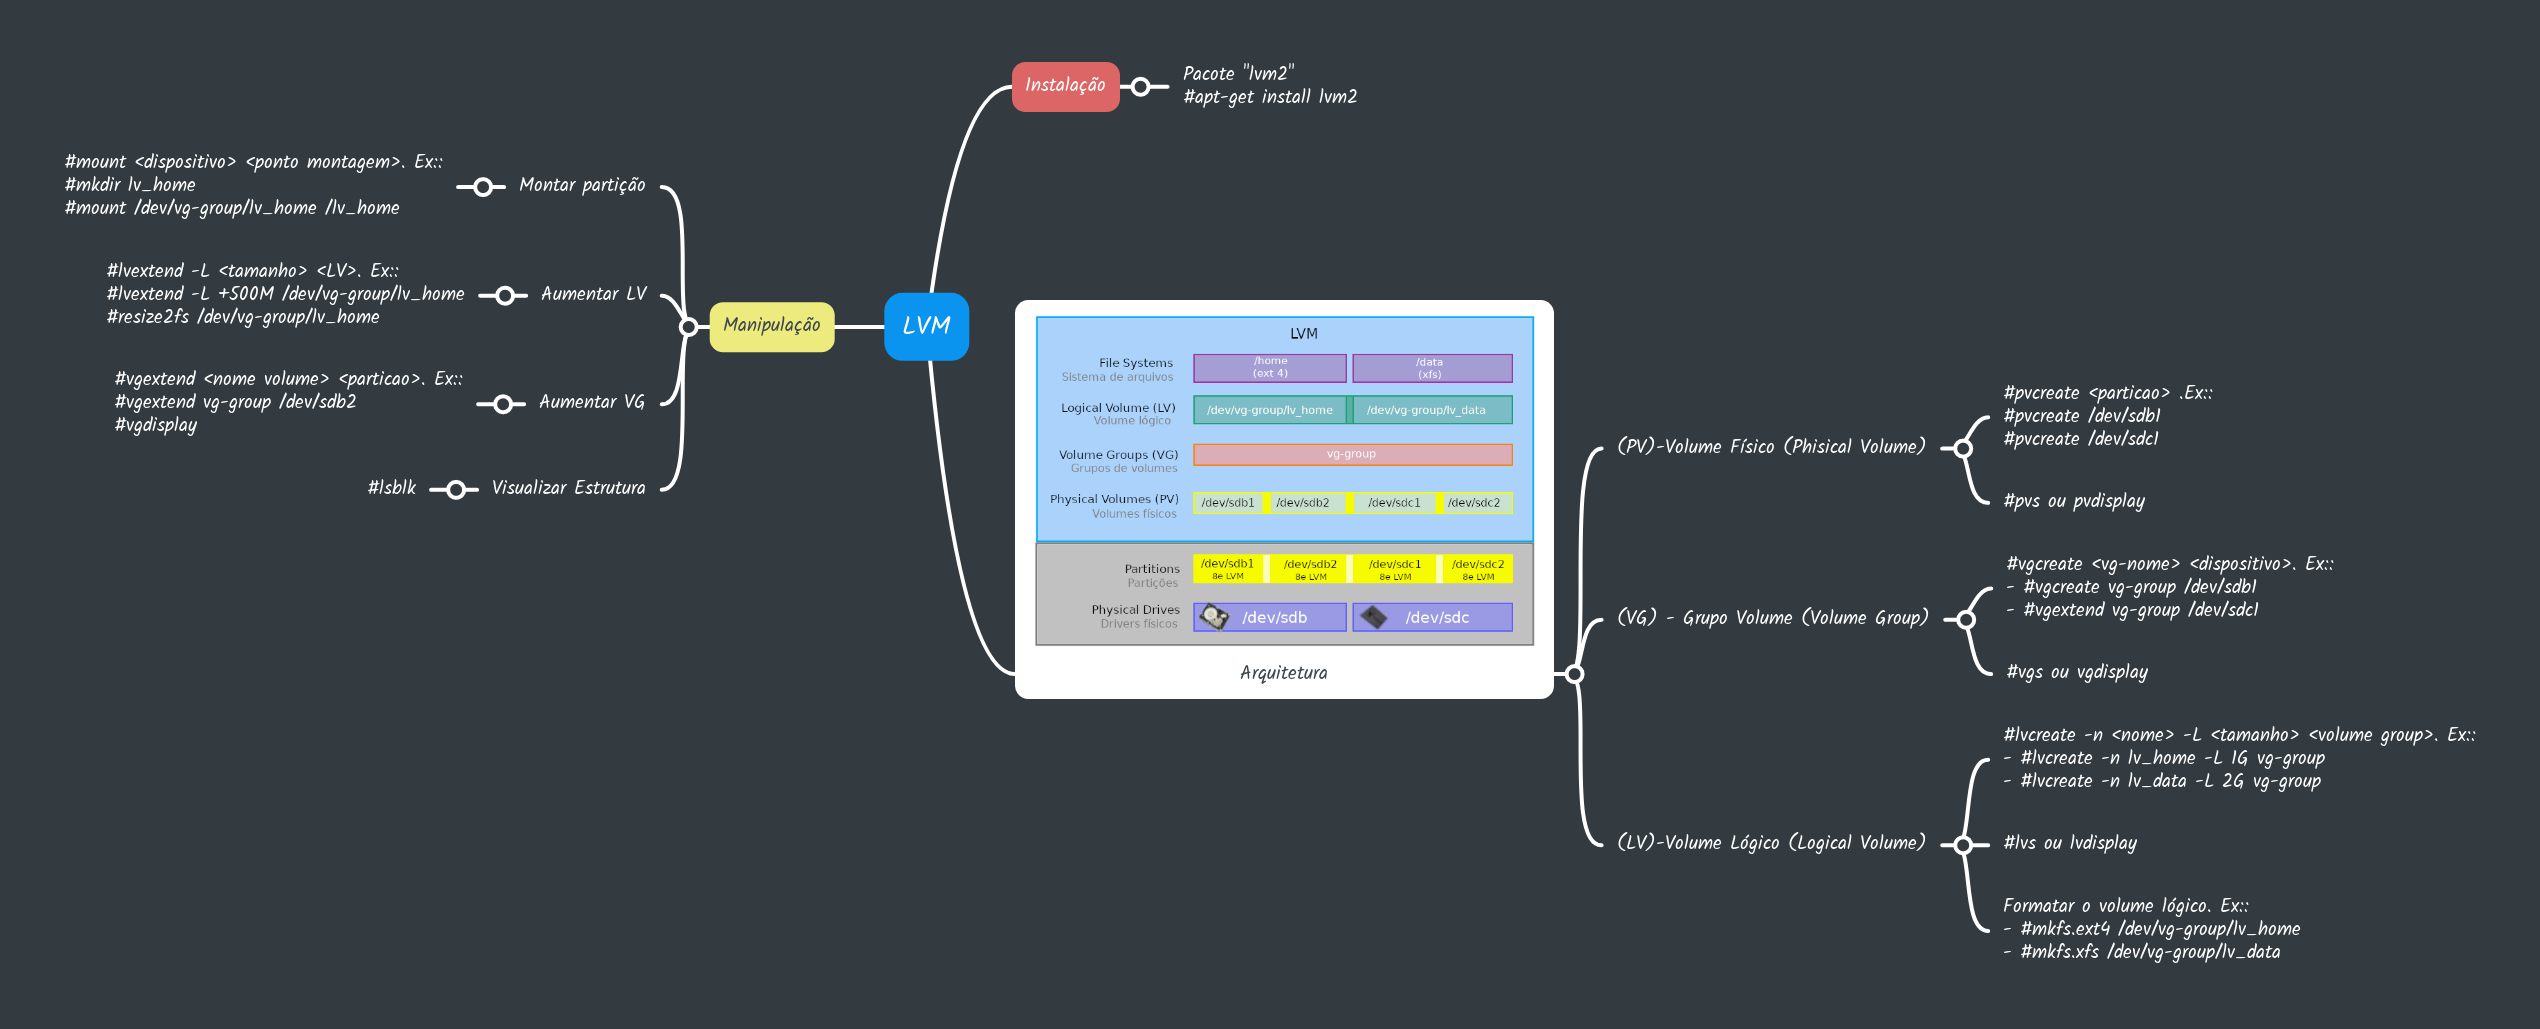 LVM
Instalação
Pacote "lvm2"
#apt-get install lvm2
Manipulação
Montar partição
#mount <dispositivo> <ponto montagem>. Ex::
#mkdir lv_home
#mount /dev/vg-group/lv_home /lv_home
Aumentar LV
#lvextend -L <tamanho> <LV>. Ex::
#lvextend -L +500M /dev/vg-group/lv_home
#resize2fs /dev/vg-group/lv_home
Aumentar VG
#vgextend <nome volume> <particao>. Ex::
#vgextend vg-group /dev/sdb2
#vgdisplay
Visualizar Estrutura
#lsblk
LVM
File Systems
Sistema de arquivos
/home
(ext 4)
/data
(xfs)
Logical Volume (LV)
Volume lógico
/dev/vg-group/lv_home
/dev/vg-group/lv_data
Volume Groups (VG)
Grupos de volumes
vg-group
Physical Volumes (PV)
Volumes físicos
/dev/sdb1
/dev/sdb2
/dev/sdc1
/dev/sdc2
Partitions
Partições
/dev/sdb1
8e LVM
/dev/sdb2
8e LVM
/dev/sdc1
8e LVM
/dev/sdc2
8e LVM
Physical Drives
Drivers físicos
/dev/sdb
/dev/sdc
Arquitetura
(PV)-Volume Físico (Phisical Volume)
#pvcreate <particao> .Ex::
#pvcreate /dev/sdb1
#pvcreate /dev/sdc1
#pvs ou pvdisplay
(VG) - Grupo Volume (Volume Group)
#vgcreate <vg-nome> <dispositivo>. Ex::
- #vgcreate vg-group /dev/sdb1
- #vgextend vg-group /dev/sdc1
#vgs ou vgdisplay
(LV)-Volume Lógico (Logical Volume)
#lvcreate -n <nome> -L <tamanho> <volume group>. Ex::
- #lvcreate -n lv_home -L 1G vg-group
- #lvcreate -n lv_data -L 2G vg-group
#lvs ou lvdisplay
Formatar o volume lógico. Ex::
- #mkfs.ext4 /dev/vg-group/lv_home
- #mkfs.xfs /dev/vg-group/lv_data